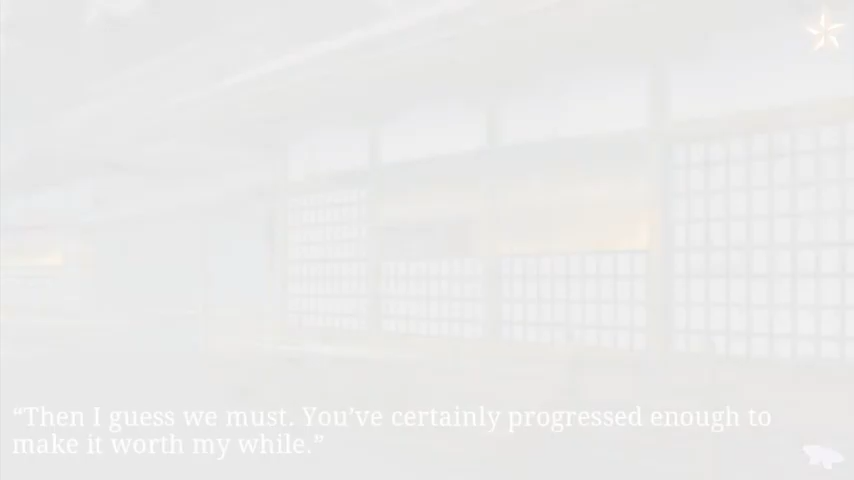 “Then I guess we must. You’ve certainly progressed enough to
make it worth my while.”